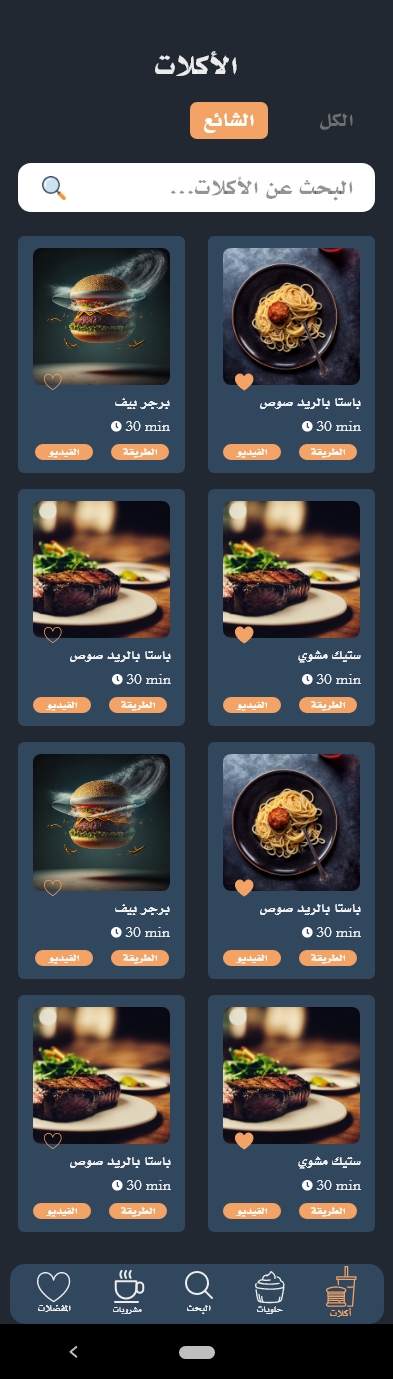 الأكلات
الكل
الشائع
البحث عن الأكلات...
باستا بالريد صوص
30 min
الطريقة
الفيديو
برجر بيف
30 min
الطريقة
الفيديو
ستيك مشوي
30 min
الطريقة
الفيديو
باستا بالريد صوص
30 min
الطريقة
الفيديو
باستا بالريد صوص
30 min
الطريقة
الفيديو
برجر بيف
30 min
الطريقة
الفيديو
ستيك مشوي
30 min
الطريقة
الفيديو
باستا بالريد صوص
30 min
الطريقة
الفيديو
أكلات
حلويات
البحث
مشروبات
المفضلات